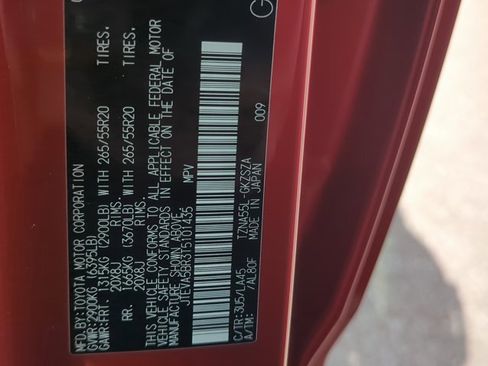 MFD.BY:TOYOTA MOTOR CORPORATION
GVWR:2900KG (6395LB)
GAWR:FRT. 1315KG (2900LB) WITH 265/55R20 TIRES.
20X8J RIMS.
RR. 1665KG (3670LB) WITH 265/55R20 TIRES.
20X8J RIMS.
THIS VEHICLE CONFORMS TO ALL APPLICABLE FEDERAL MOTOR
VEHICLE SAFETY STANDARDS IN EFFECT ON THE DATE OF
MANUFACTURE SHOWN ABOVE.
JTEVA5BR3T5101435 MPV
C/TR:3U5/LA45 TZNA55L-GKZSZA
A/TM: /AL80F MADE IN JAPAN
009